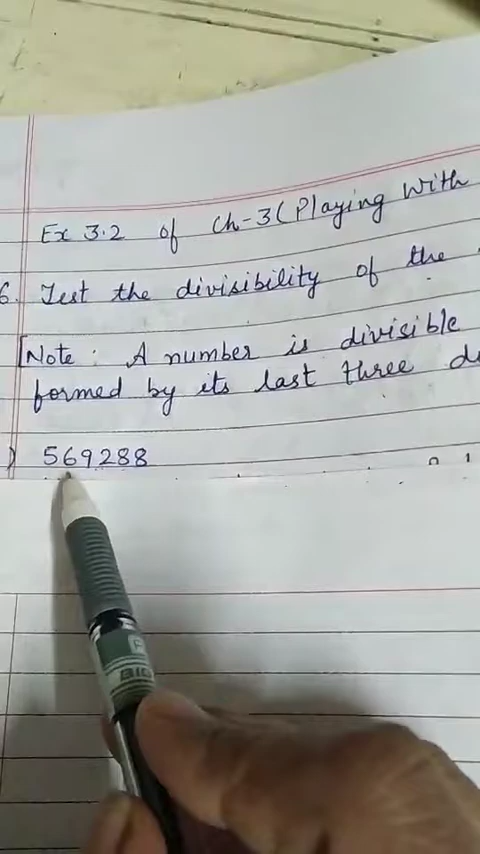 Ex 3.2 of Ch-3 (Playing With
6. Test the divisibility of the
[Note: A number is divisible
formed by its last three
) 569288
BIG